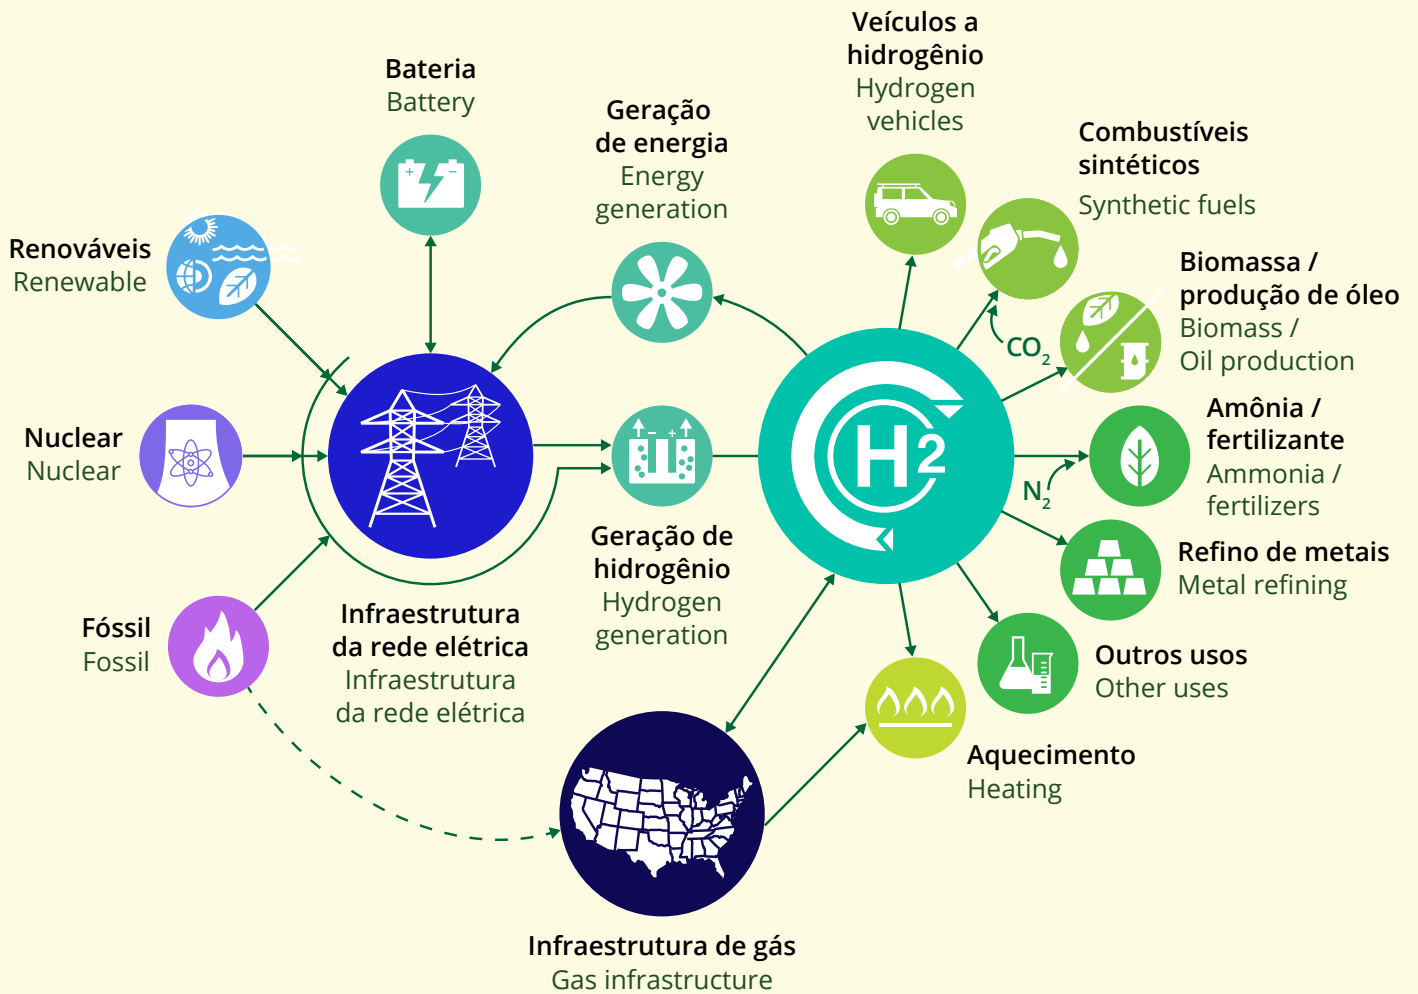 Veículos a
hidrogênio
Hydrogen
vehicles
Bateria
Battery
Geração
de energia
Energy
generation
Combustíveis
sintéticos
Synthetic fuels
Renováveis
Renewable
Biomassa /
produção de óleo
Biomass /
Oil production
CO₂
+ −
Nuclear
Nuclear
− +
H2
Amônia /
fertilizante
Ammonia /
fertilizers
N₂
Geração de
hidrogênio
Hydrogen
generation
Refino de metais
Metal refining
Fóssil
Fossil
Infraestrutura
da rede elétrica
Infraestrutura
da rede elétrica
Outros usos
Other uses
Aquecimento
Heating
Infraestrutura de gás
Gas infrastructure